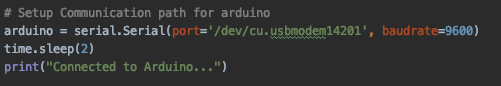 # Setup Communication path for arduino
arduino = serial.Serial(port='/dev/cu.usbmodem14201', baudrate=9600)
time.sleep(2)
print("Connected to Arduino...")